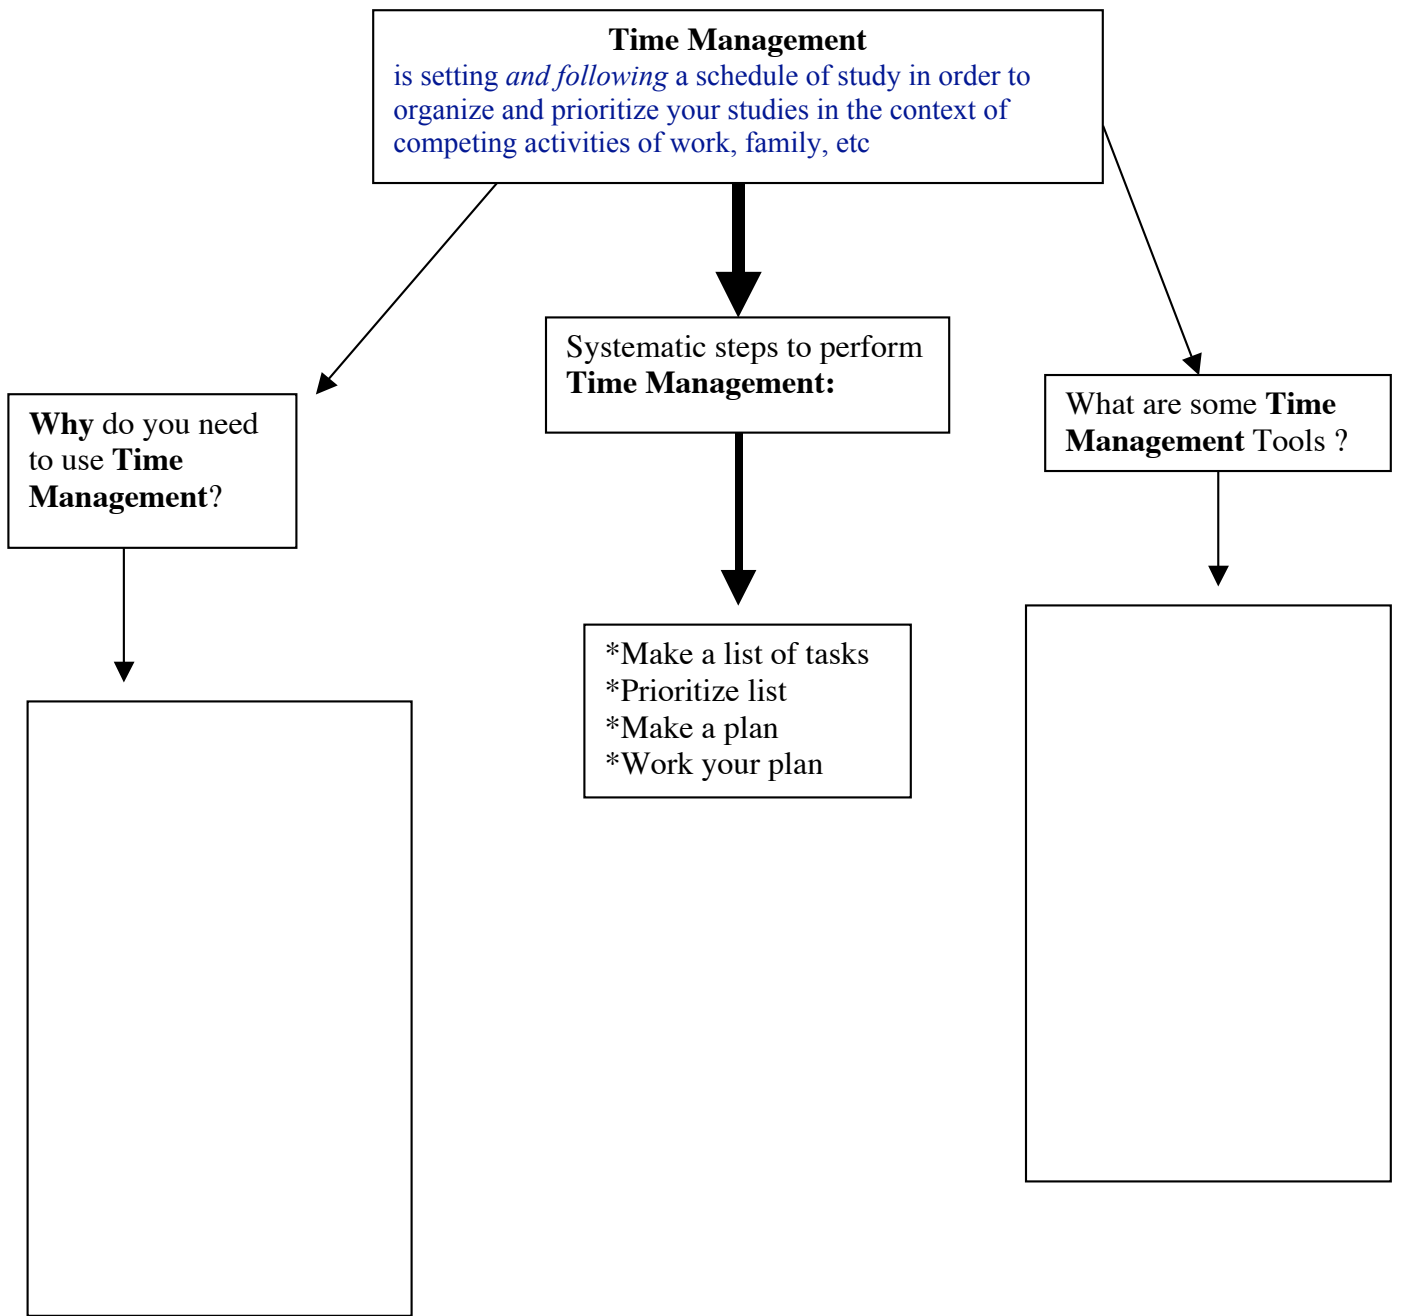 Time Management
is setting and following a schedule of study in order to
organize and prioritize your studies in the context of
competing activities of work, family, etc
Systematic steps to perform
Time Management:
Why do you need
to use Time
Management?
What are some Time
Management Tools ?
*Make a list of tasks
*Prioritize list
*Make a plan
*Work your plan